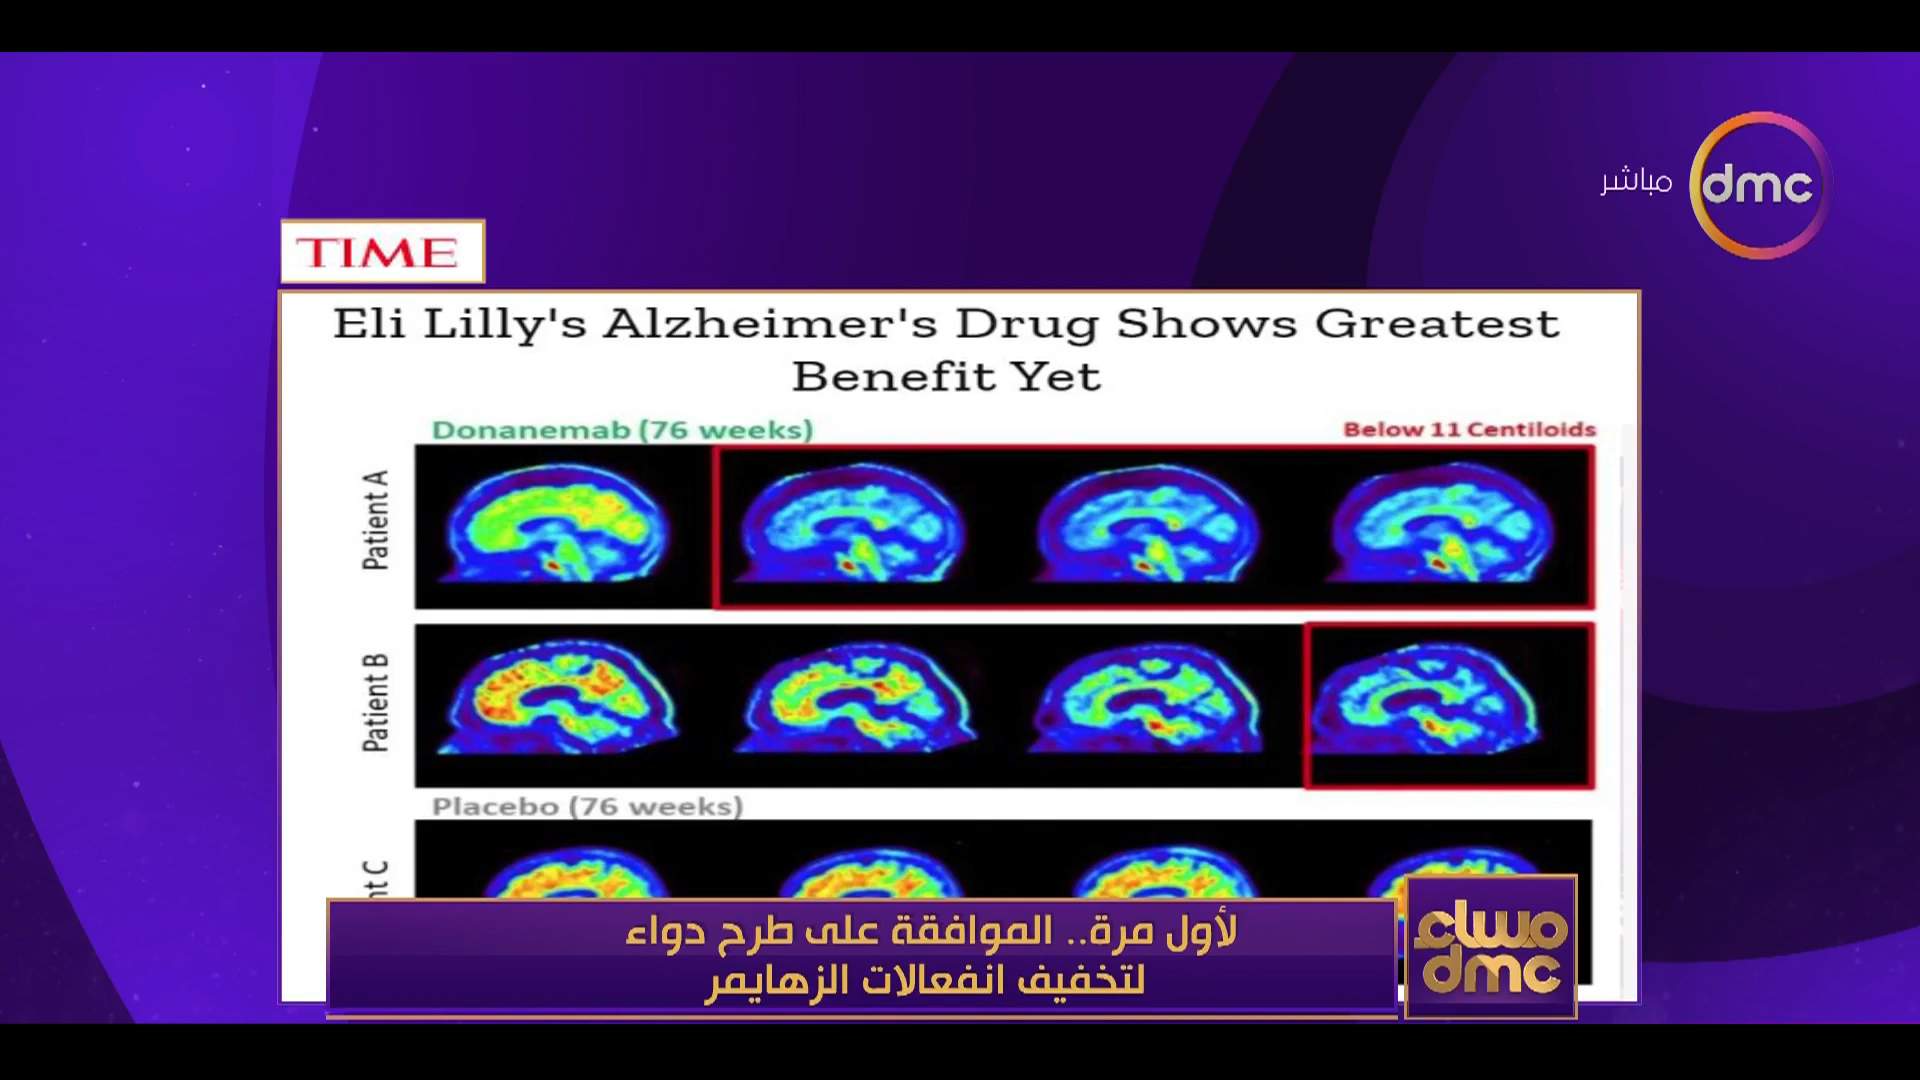 dmc
مباشر
TIME
Eli Lilly's Alzheimer's Drug Shows Greatest
Benefit Yet
Donanemab (76 weeks)
Below 11 Centiloids
Patient A
Patient B
Placebo (76 weeks)
nt C
لأول مرة.. الموافقة على طرح دواء
لتخفيف انفعالات الزهايمر
مساء
dmc